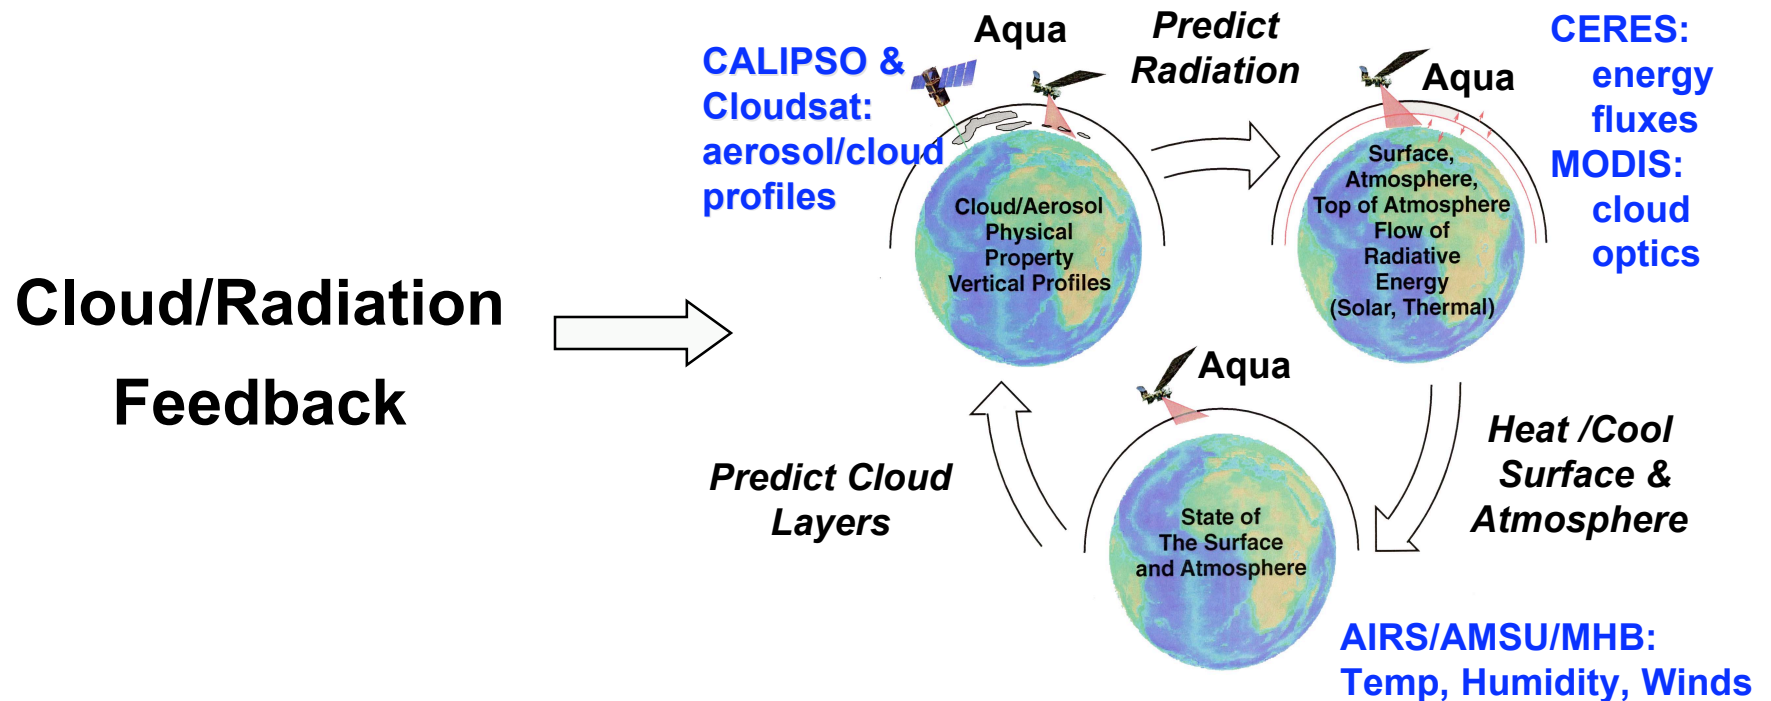 Cloud/Radiation
Feedback
CALIPSO &
Cloudsat:
aerosol/cloud
profiles
Aqua
Cloud/Aerosol
Physical
Property
Vertical Profiles
Predict
Radiation
Aqua
Surface,
Atmosphere,
Top of Atmosphere
Flow of
Radiative
Energy
(Solar, Thermal)
CERES:
energy
fluxes
MODIS:
cloud
optics
Heat /Cool
Surface &
Atmosphere
Aqua
State of
The Surface
and Atmosphere
AIRS/AMSU/MHB:
Temp, Humidity, Winds
Predict Cloud
Layers